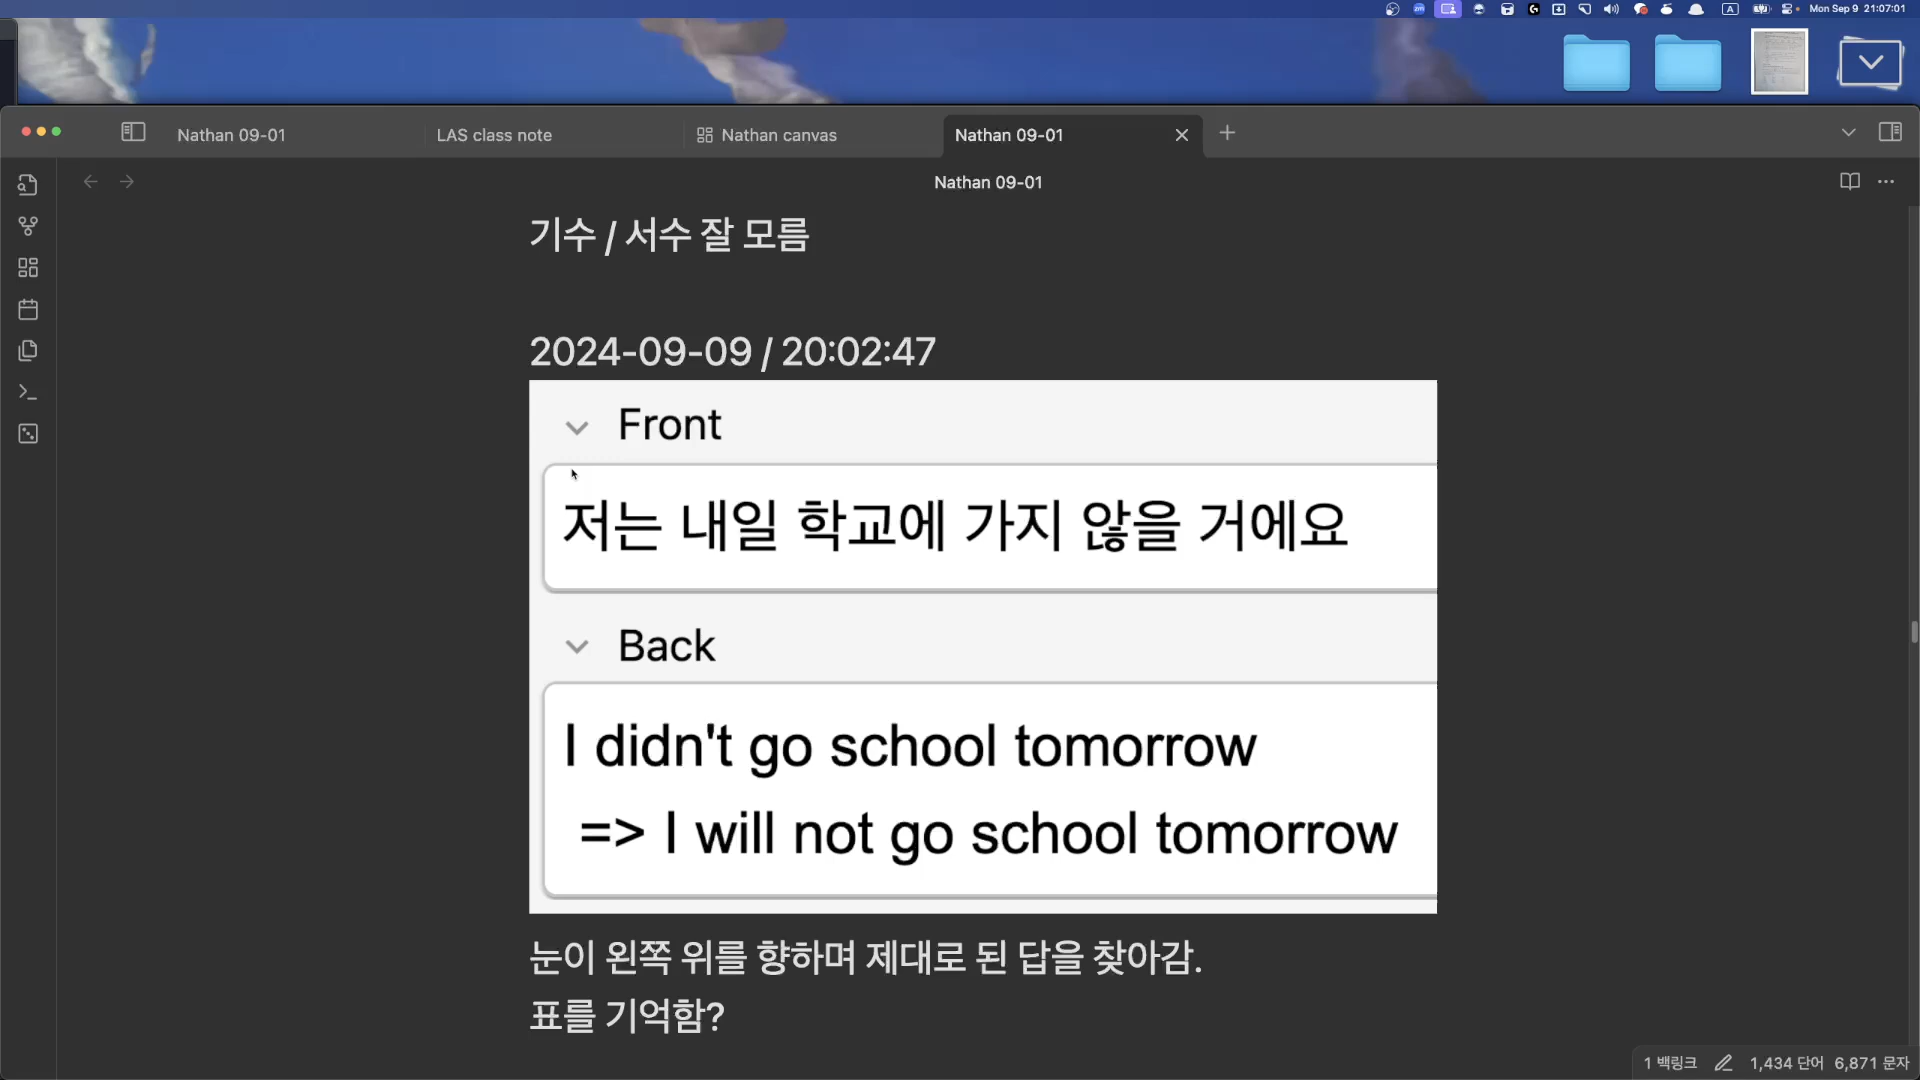 Mon Sep 9 21:07:01
Nathan 09-01
LAS class note
Nathan canvas
Nathan 09-01
Nathan 09-01
기수 / 서수 잘 모름
2024-09-09 / 20:02:47
Front
저는 내일 학교에 가지 않을 거에요
Back
I didn't go school tomorrow
=> I will not go school tomorrow
눈이 왼쪽 위를 향하며 제대로 된 답을 찾아감.
표를 기억함?
1 백링크
1,434 단어 6,871 문자